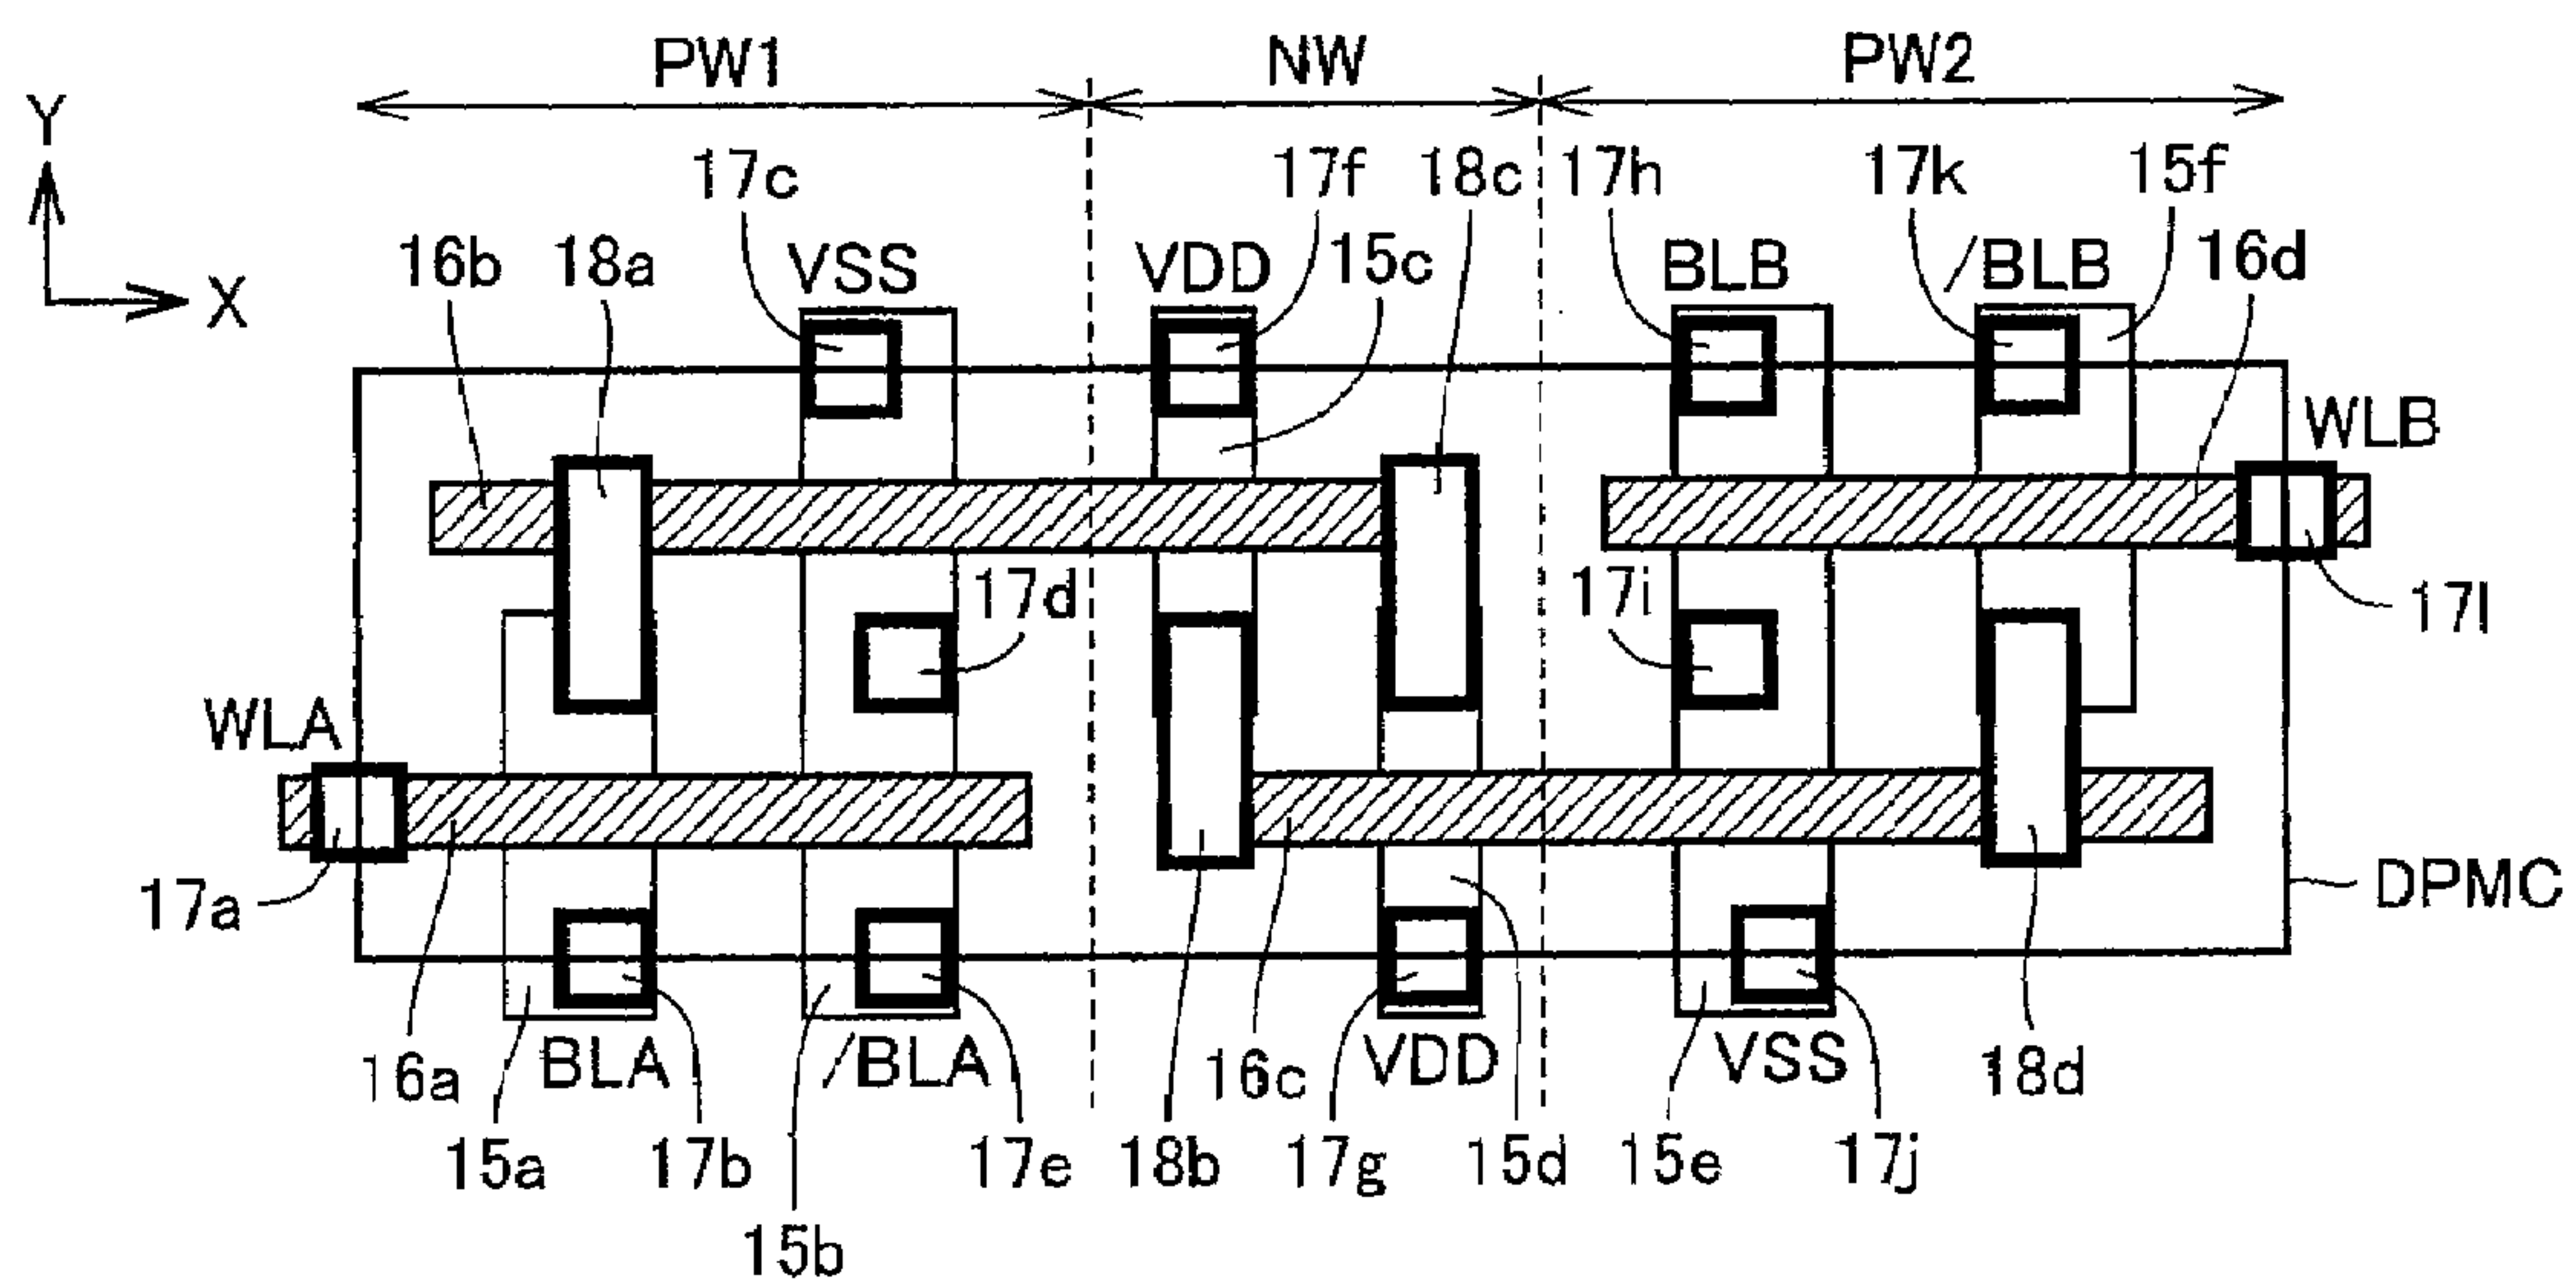 PW1 NW PW2
Y
17c 17f 18c 17h 17k 15f
16b 18a VSS VDD 15c BLB /BLB 16d
X
WLB
17d 17i 17l
WLA
17a DPMC
16a BLA /BLA 16c VDD VSS 18d
15a 17b 17e 18b 17g 15d 15e 17j
15b